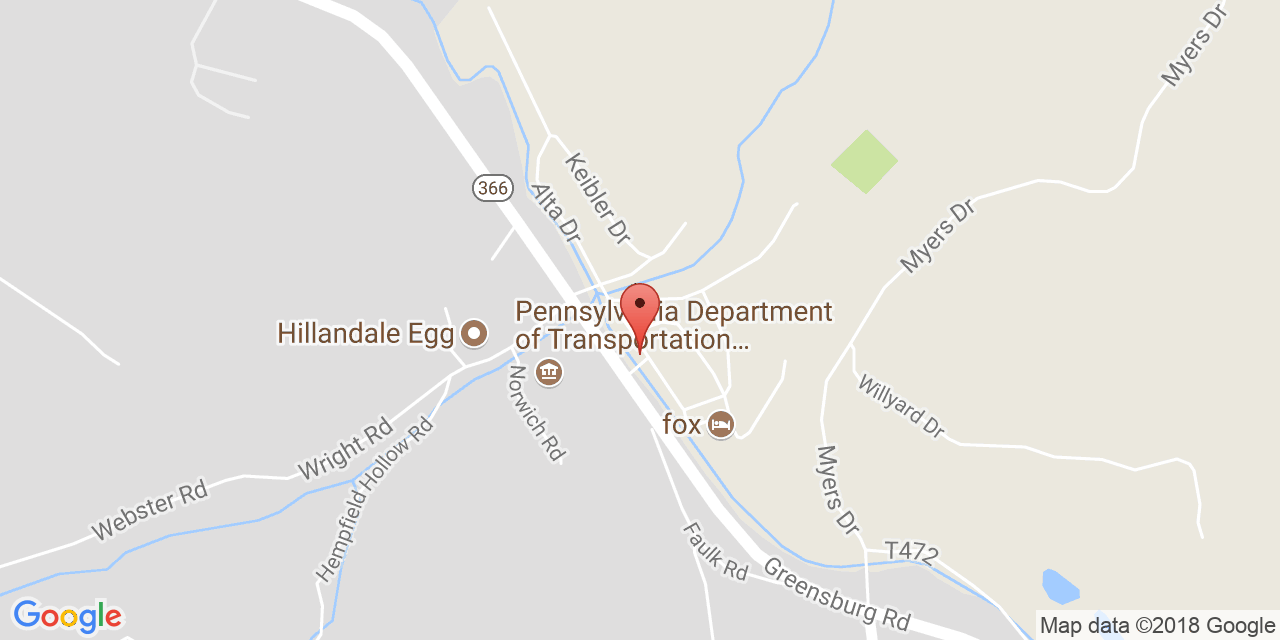 Myers Dr
Keibler Dr
366
Alta Dr
Myers Dr
Pennsylvania Department
of Transportation...
Hillandale Egg
Norwich Rd
Willyard Dr
fox
Wright Rd
Hempfield Hollow Rd
Webster Rd
Myers Dr
Faulk Rd
T472
Greensburg Rd
Google
Map data ©2018 Google